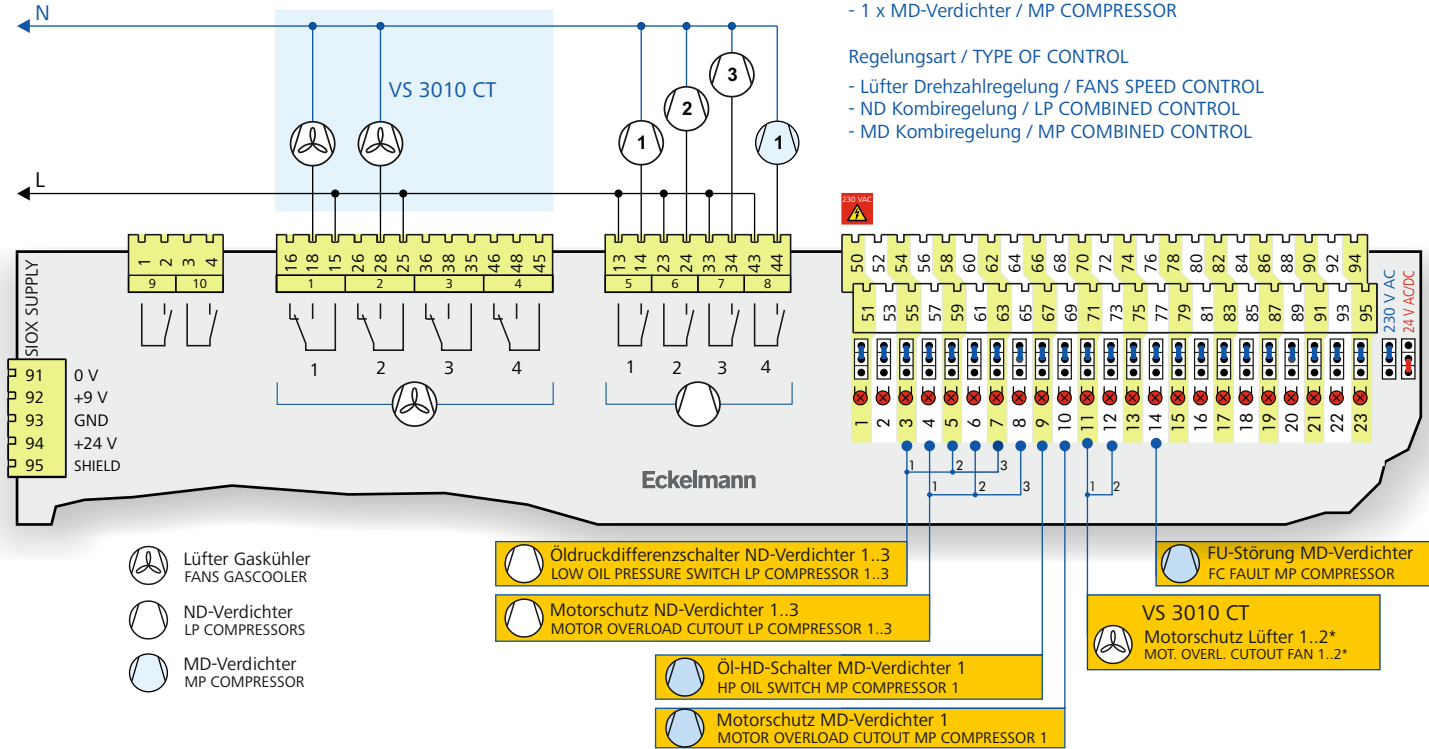 N
- 1 x MD-Verdichter / MP COMPRESSOR
Regelungsart / TYPE OF CONTROL
- Lüfter Drehzahlregelung / FANS SPEED CONTROL
- ND Kombiregelung / LP COMBINED CONTROL
- MD Kombiregelung / MP COMBINED CONTROL
VS 3010 CT
1 2 3 1
L
230 VAC
SIOX SUPPLY
1 2 3 4
9 10
16 18 15 26 28 25 36 38 35 46 48 45
1 2 3 4
13 14 23 24 33 34 43 44
5 6 7 8
50 52 54 56 58 60 62 64 66 68 70 72 74 76 78 80 82 84 86 88 90 92 94
51 53 55 57 59 61 63 65 67 69 71 73 75 77 79 81 83 85 87 89 91 93 95
230 V AC
24 V AC/DC
1 2 3 4
1 2 3 4
91 0 V
92 +9 V
93 GND
94 +24 V
95 SHIELD
1 2 3 4 5 6 7 8 9 10 11 12 13 14 15 16 17 18 19 20 21 22 23
1 2 3
1 2 3
1 2
Eckelmann
Lüfter Gaskühler
FANS GASCOOLER
ND-Verdichter
LP COMPRESSORS
MD-Verdichter
MP COMPRESSOR
Öldruckdifferenzschalter ND-Verdichter 1..3
LOW OIL PRESSURE SWITCH LP COMPRESSOR 1..3
Motorschutz ND-Verdichter 1..3
MOTOR OVERLOAD CUTOUT LP COMPRESSOR 1..3
Öl-HD-Schalter MD-Verdichter 1
HP OIL SWITCH MP COMPRESSOR 1
Motorschutz MD-Verdichter 1
MOTOR OVERLOAD CUTOUT MP COMPRESSOR 1
FU-Störung MD-Verdichter
FC FAULT MP COMPRESSOR
VS 3010 CT
Motorschutz Lüfter 1..2*
MOT. OVERL. CUTOUT FAN 1..2*